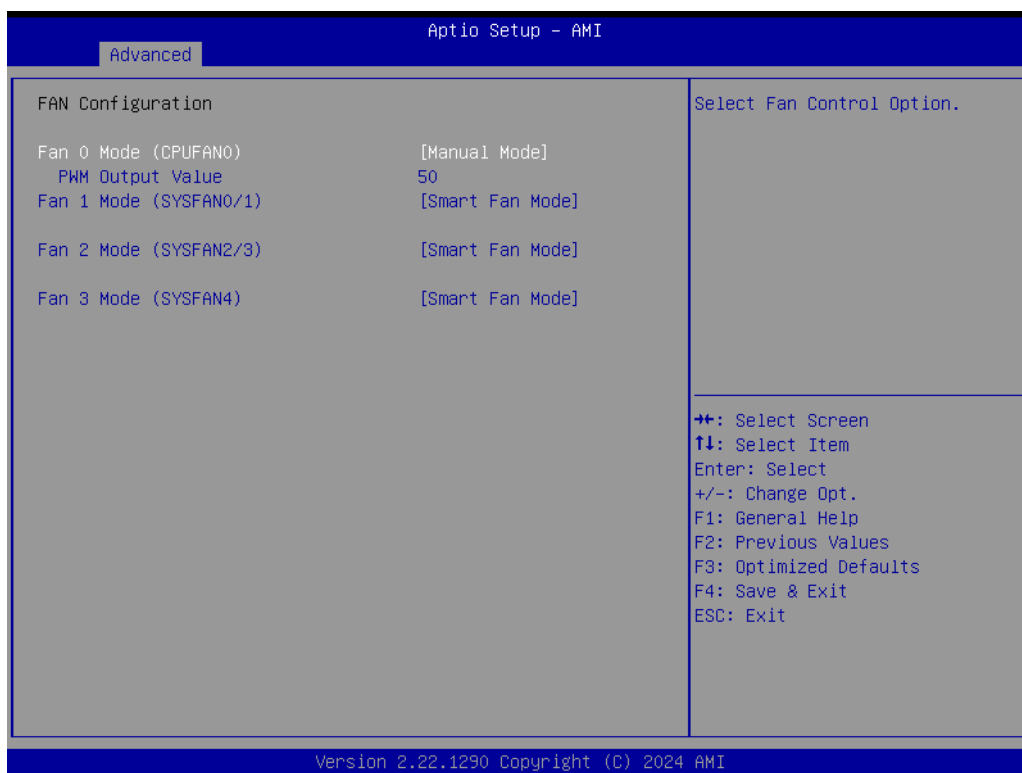 Aptio Setup – AMI
Advanced
FAN Configuration
Fan 0 Mode (CPUFAN0) [Manual Mode]
PWM Output Value 50
Fan 1 Mode (SYSFAN0/1) [Smart Fan Mode]
Fan 2 Mode (SYSFAN2/3) [Smart Fan Mode]
Fan 3 Mode (SYSFAN4) [Smart Fan Mode]
Select Fan Control Option.
→←: Select Screen
↑↓: Select Item
Enter: Select
+/-: Change Opt.
F1: General Help
F2: Previous Values
F3: Optimized Defaults
F4: Save & Exit
ESC: Exit
Version 2.22.1290 Copyright (C) 2024 AMI